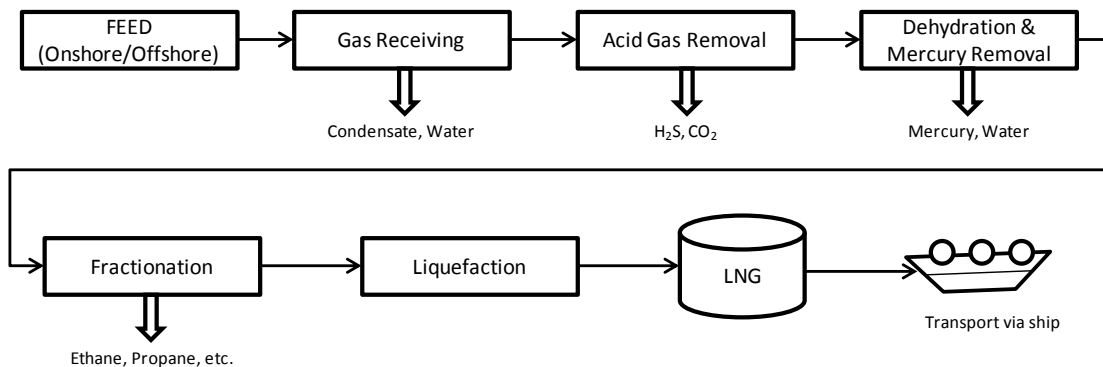 FEED
(Onshore/Offshore)
Gas Receiving
Acid Gas Removal
Dehydration &
Mercury Removal
Condensate, Water
H₂S, CO₂
Mercury, Water
Fractionation
Liquefaction
LNG
Transport via ship
Ethane, Propane, etc.